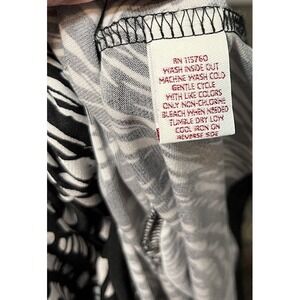 RN 115760
WASH INSIDE OUT
MACHINE WASH COLD
GENTLE CYCLE
WITH LIKE COLORS
ONLY NON-CHLORINE
BLEACH WHEN NEEDED
TUMBLE DRY LOW
COOL IRON ON
REVERSE SIDE